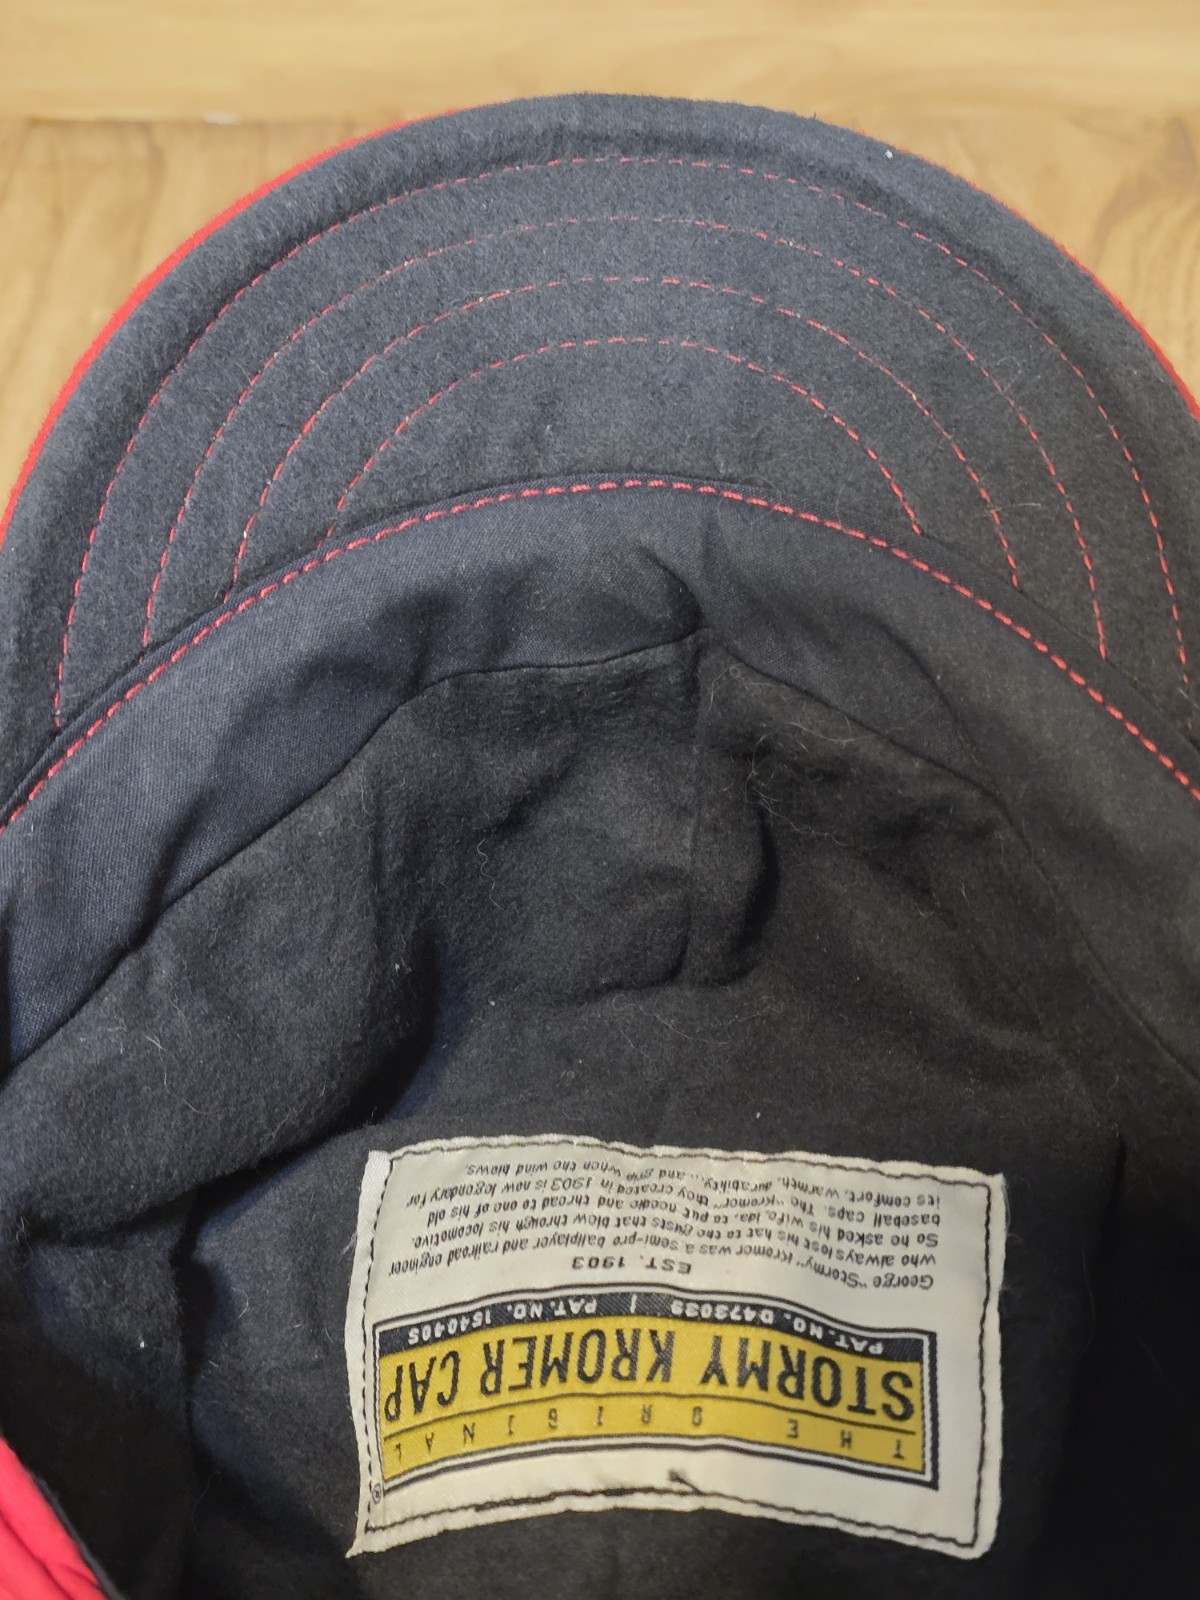 THE ORIGINAL
STORMY KROMER CAP
PAT. NO. D473039 | PAT. NO. 1540405
EST. 1903
George "Stormy" Kromer was a semi-pro ballplayer and railroad engineer
who always lost his hat to the gusts that blow through his locomotive.
So he asked his wife, Ida, to put needle and thread to one of his old
baseball caps. The "kromer" they created in 1903 is now legendary for
its comfort, warmth, durability, ... and grip when the wind blows.
®